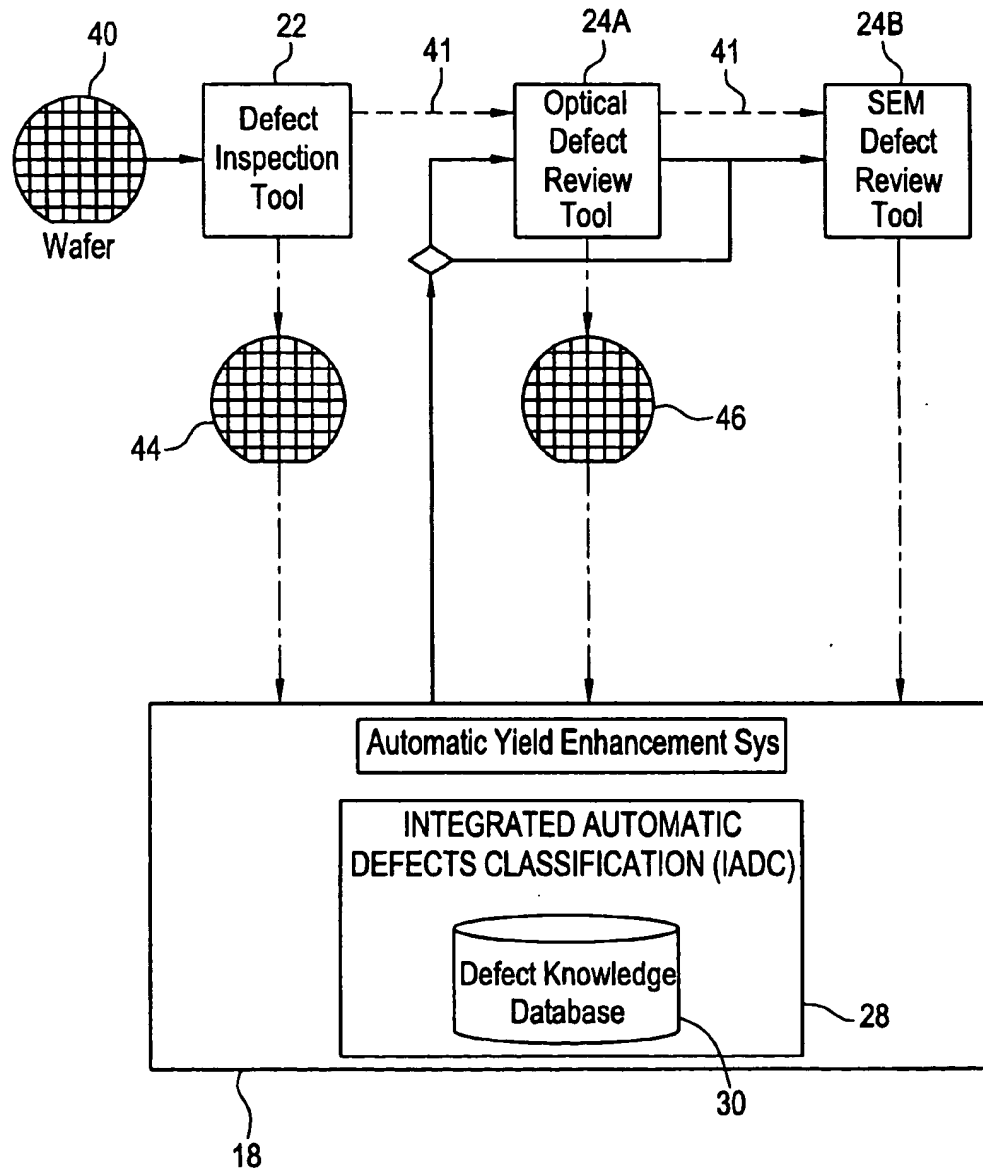 40
22
41
24A
41
24B
Defect
Inspection
Tool
Optical
Defect
Review
Tool
SEM
Defect
Review
Tool
Wafer
44
46
Automatic Yield Enhancement Sys
INTEGRATED AUTOMATIC
DEFECTS CLASSIFICATION (IADC)
Defect Knowledge
Database
28
30
18